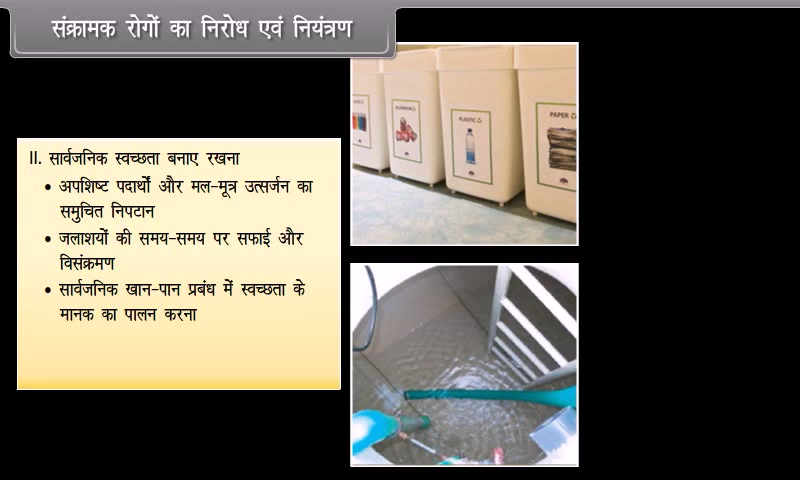 संक्रामक रोगों का निरोध एवं नियंत्रण
II. सार्वजनिक स्वच्छता बनाए रखना
• अपशिष्ट पदार्थों और मल-मूत्र उत्सर्जन का
समुचित निपटान
• जलाशयों की समय-समय पर सफाई और
विसंक्रमण
• सार्वजनिक खान-पान प्रबंध में स्वच्छता के
मानक का पालन करना
PLASTIC
PAPER